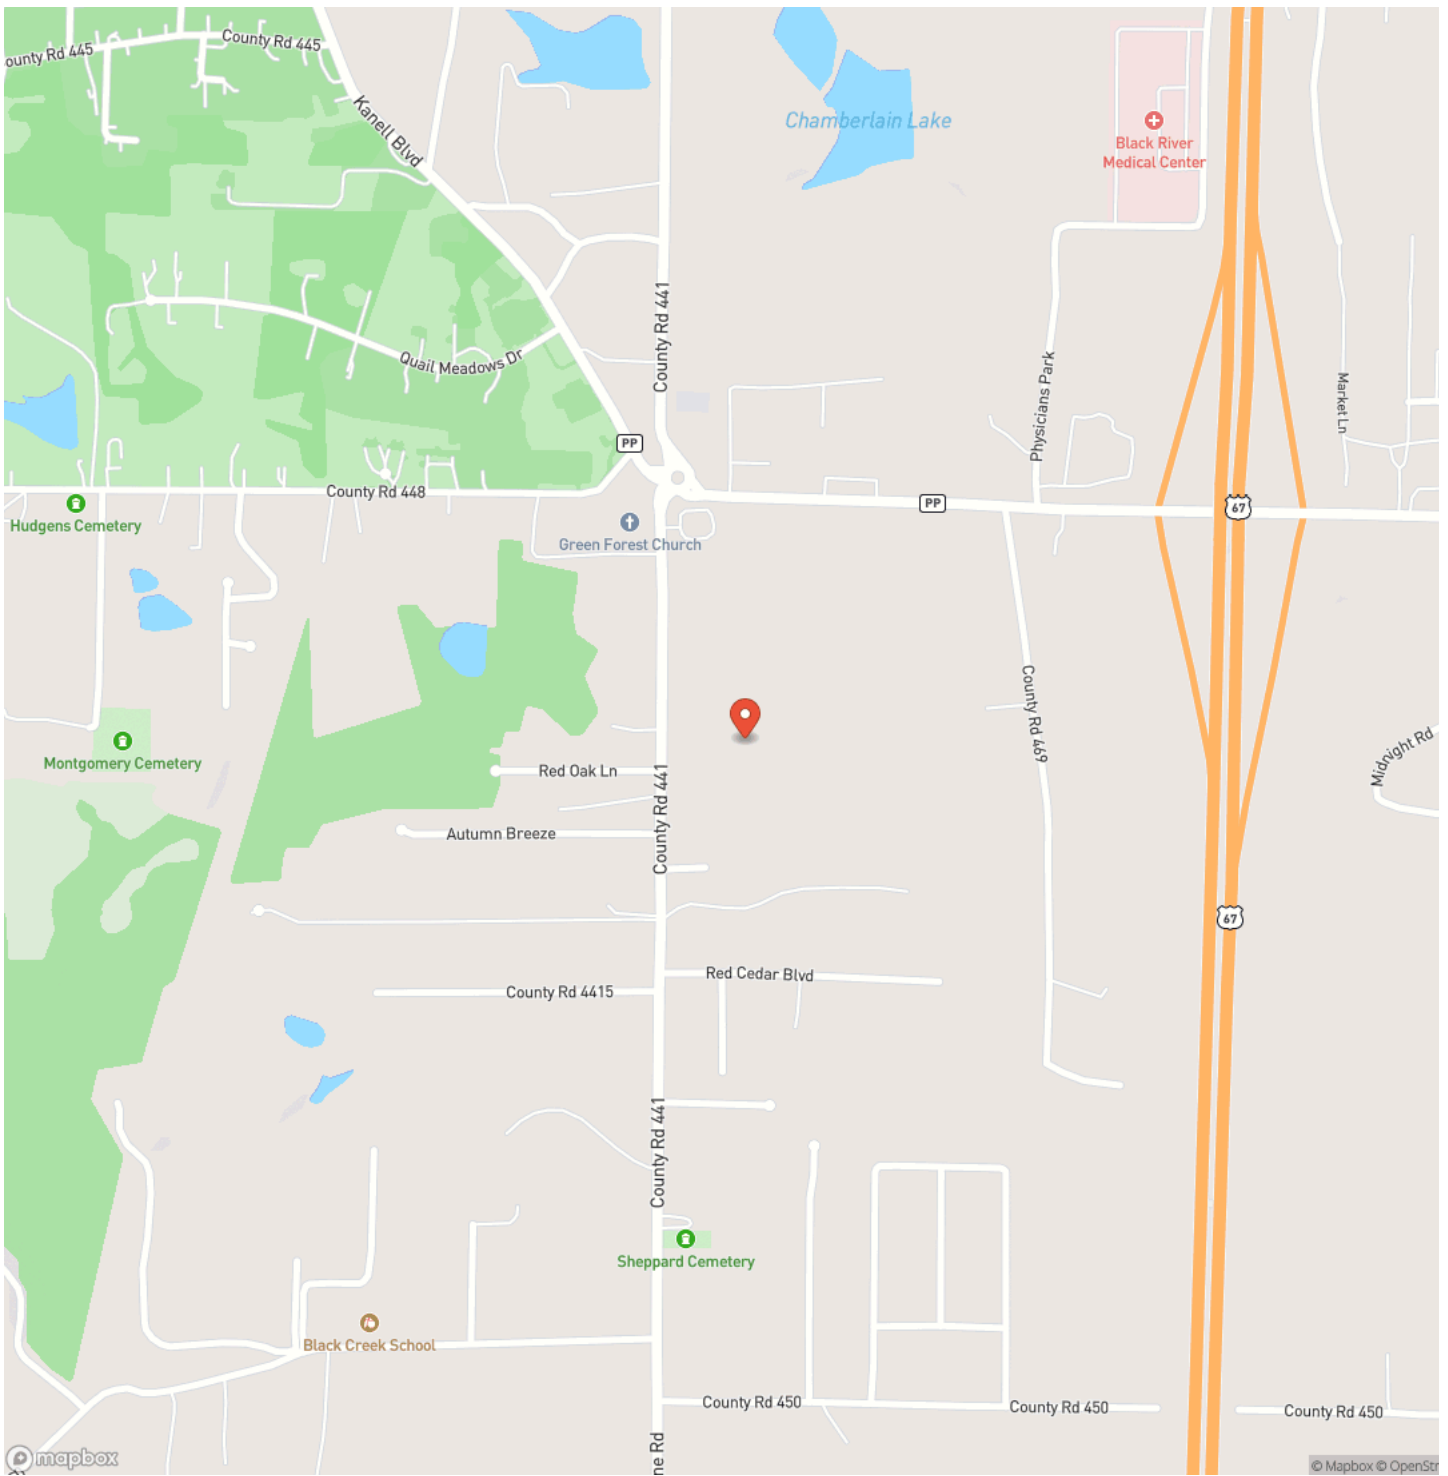 County Rd 445
ounty Rd 445
Kanell Blvd
Chamberlain Lake
Black River
Medical Center
County Rd 441
Quail Meadows Dr
Physicians Park
Market Ln
PP
County Rd 448
PP
67
Hudgens Cemetery
Green Forest Church
County Rd 469
Montgomery Cemetery
Red Oak Ln
Midnight Rd
County Rd 441
Autumn Breeze
67
Red Cedar Blvd
County Rd 4415
County Rd 441
Sheppard Cemetery
Black Creek School
County Rd 450
County Rd 450
County Rd 450
ne Rd
mapbox
© Mapbox © OpenStr